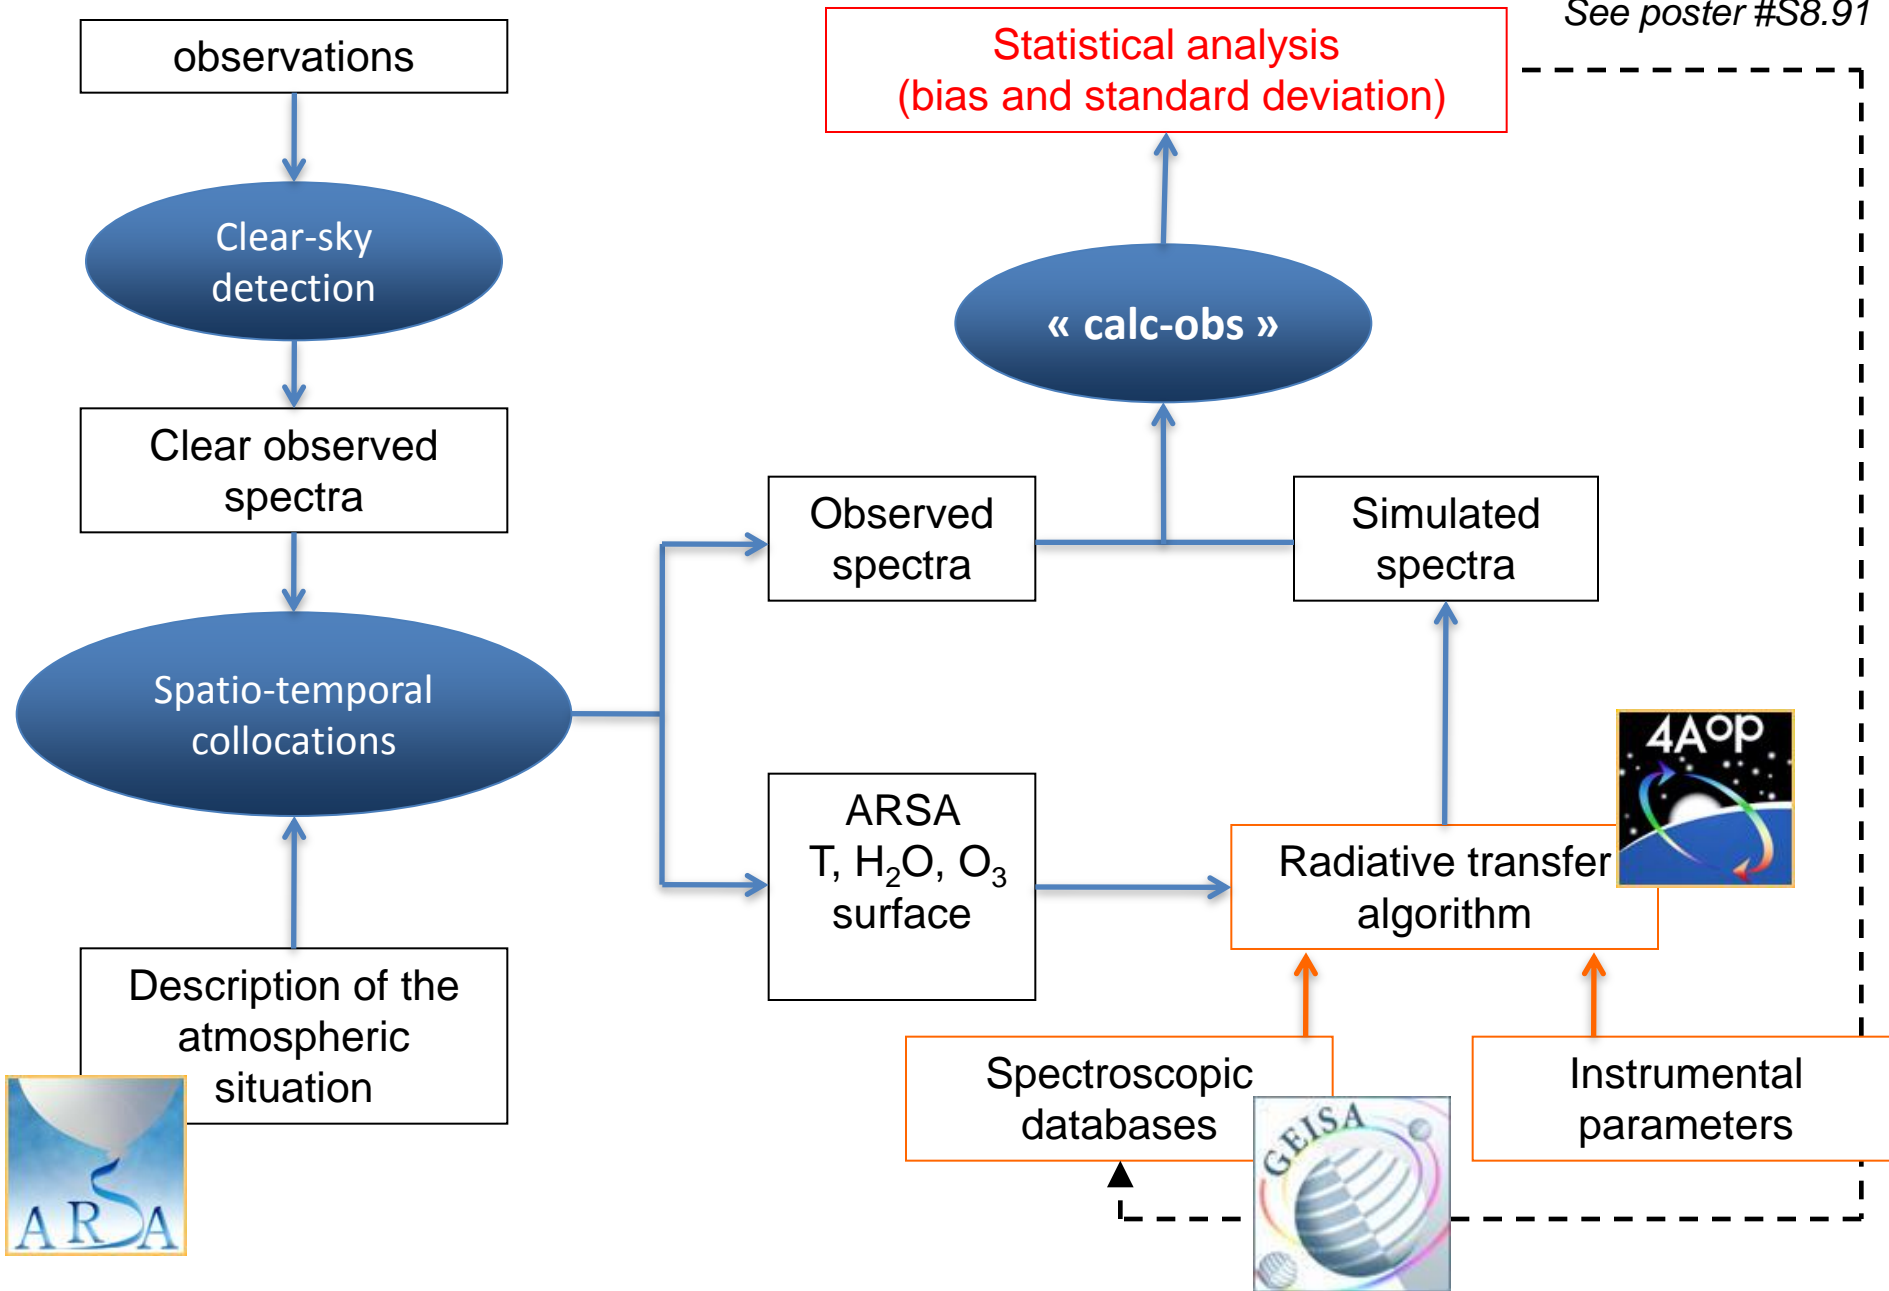 See poster #S8.91
observations
Statistical analysis
(bias and standard deviation)
Clear-sky
detection
« calc-obs »
Clear observed
spectra
Observed
spectra
Simulated
spectra
Spatio-temporal
collocations
4Aop
ARSA
T, H₂O, O₃
surface
Radiative transfer
algorithm
Description of the
atmospheric
situation
ARSA
Spectroscopic
databases
GEISA
Instrumental
parameters